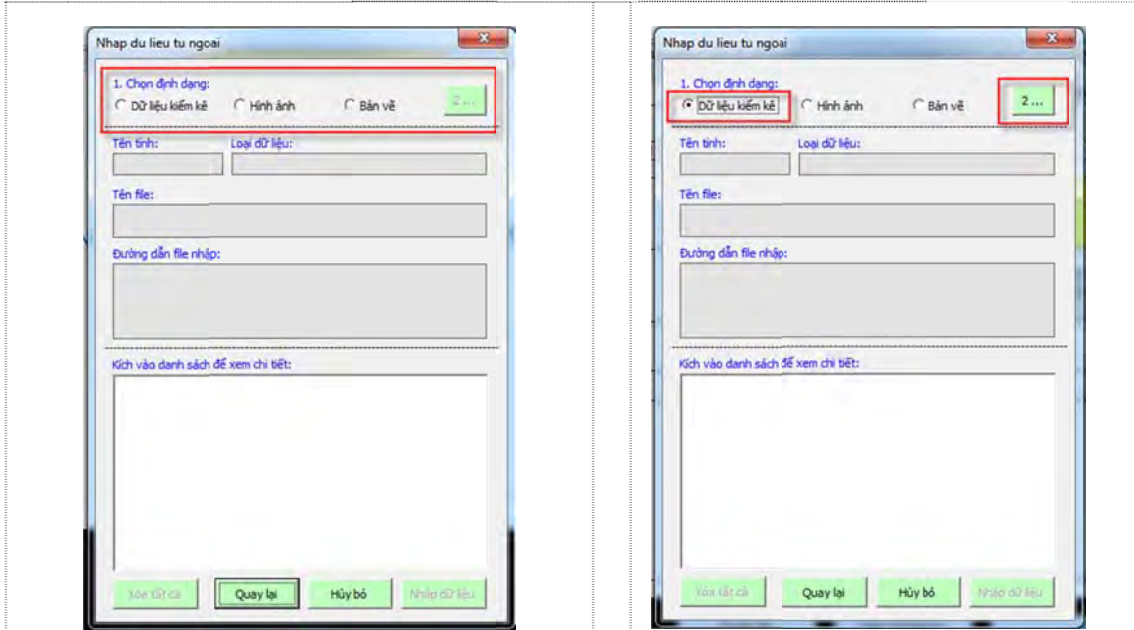 Nhap du lieu tu ngoai
1. Chọn định dạng:
Dữ liệu kiểm kê Hình ảnh Bản vẽ 2 ...
Tên tỉnh: Loại dữ liệu:
Tên file:
Đường dẫn file nhập:
Kích vào danh sách để xem chi tiết:
Xóa tất cả Quay lại Hủy bỏ Nhập dữ liệu
Nhap du lieu tu ngoai
1. Chọn định dạng:
Dữ liệu kiểm kê Hình ảnh Bản vẽ 2 ...
Tên tỉnh: Loại dữ liệu:
Tên file:
Đường dẫn file nhập:
Kích vào danh sách để xem chi tiết:
Xóa tất cả Quay lại Hủy bỏ Nhập dữ liệu